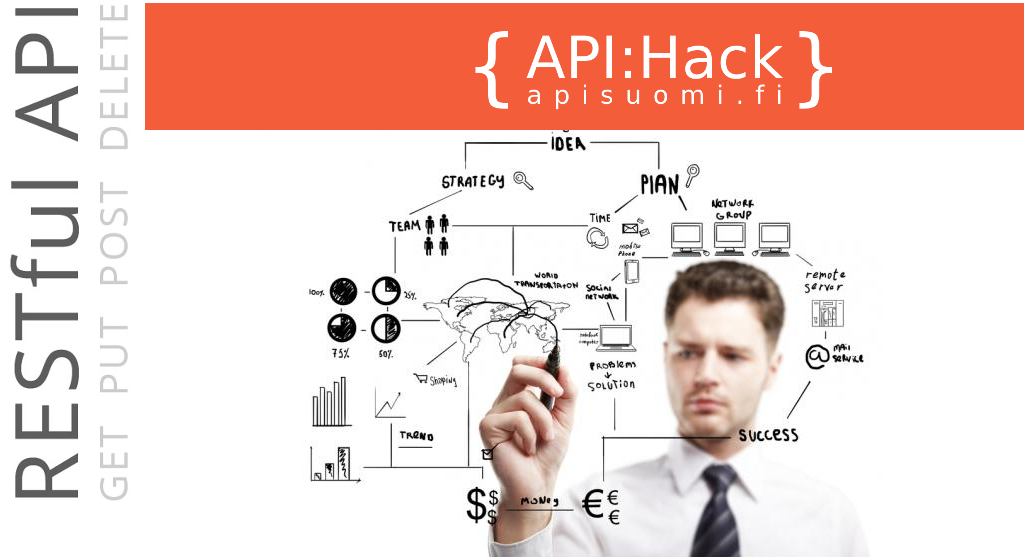 RESTful API
GET PUT POST DELETE
{ API:Hack }
apisuomi.fi
IDEA
STRATEGY
PLAN
TEAM
TIME
NETWORK
GROUP
mobile
phone
WORLD
TRANSPORTATION
SOCIAL
NETWORK
remote
server
100%
25%
75%
50%
notebook
computer
@ MAIL
SERVICE
PROBLEMS
SOLUTION
Shopping
TREND
SUCCESS
$ $
$
MONEY
€ €
€